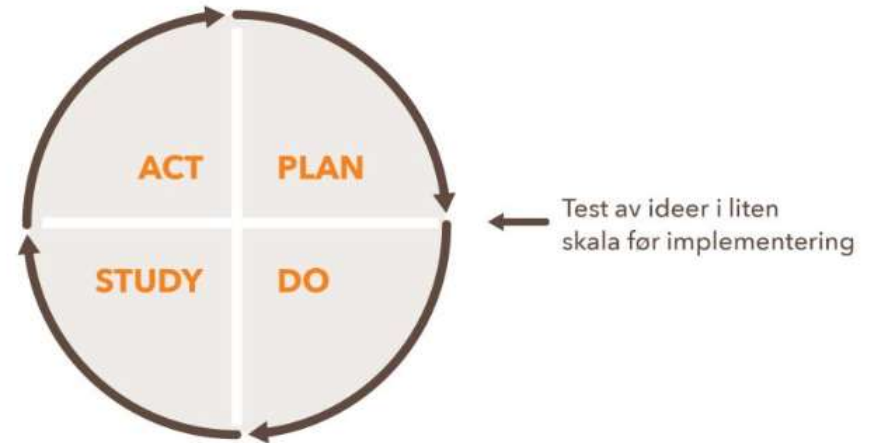 ACT PLAN
STUDY DO
Test av ideer i liten
skala før implementering